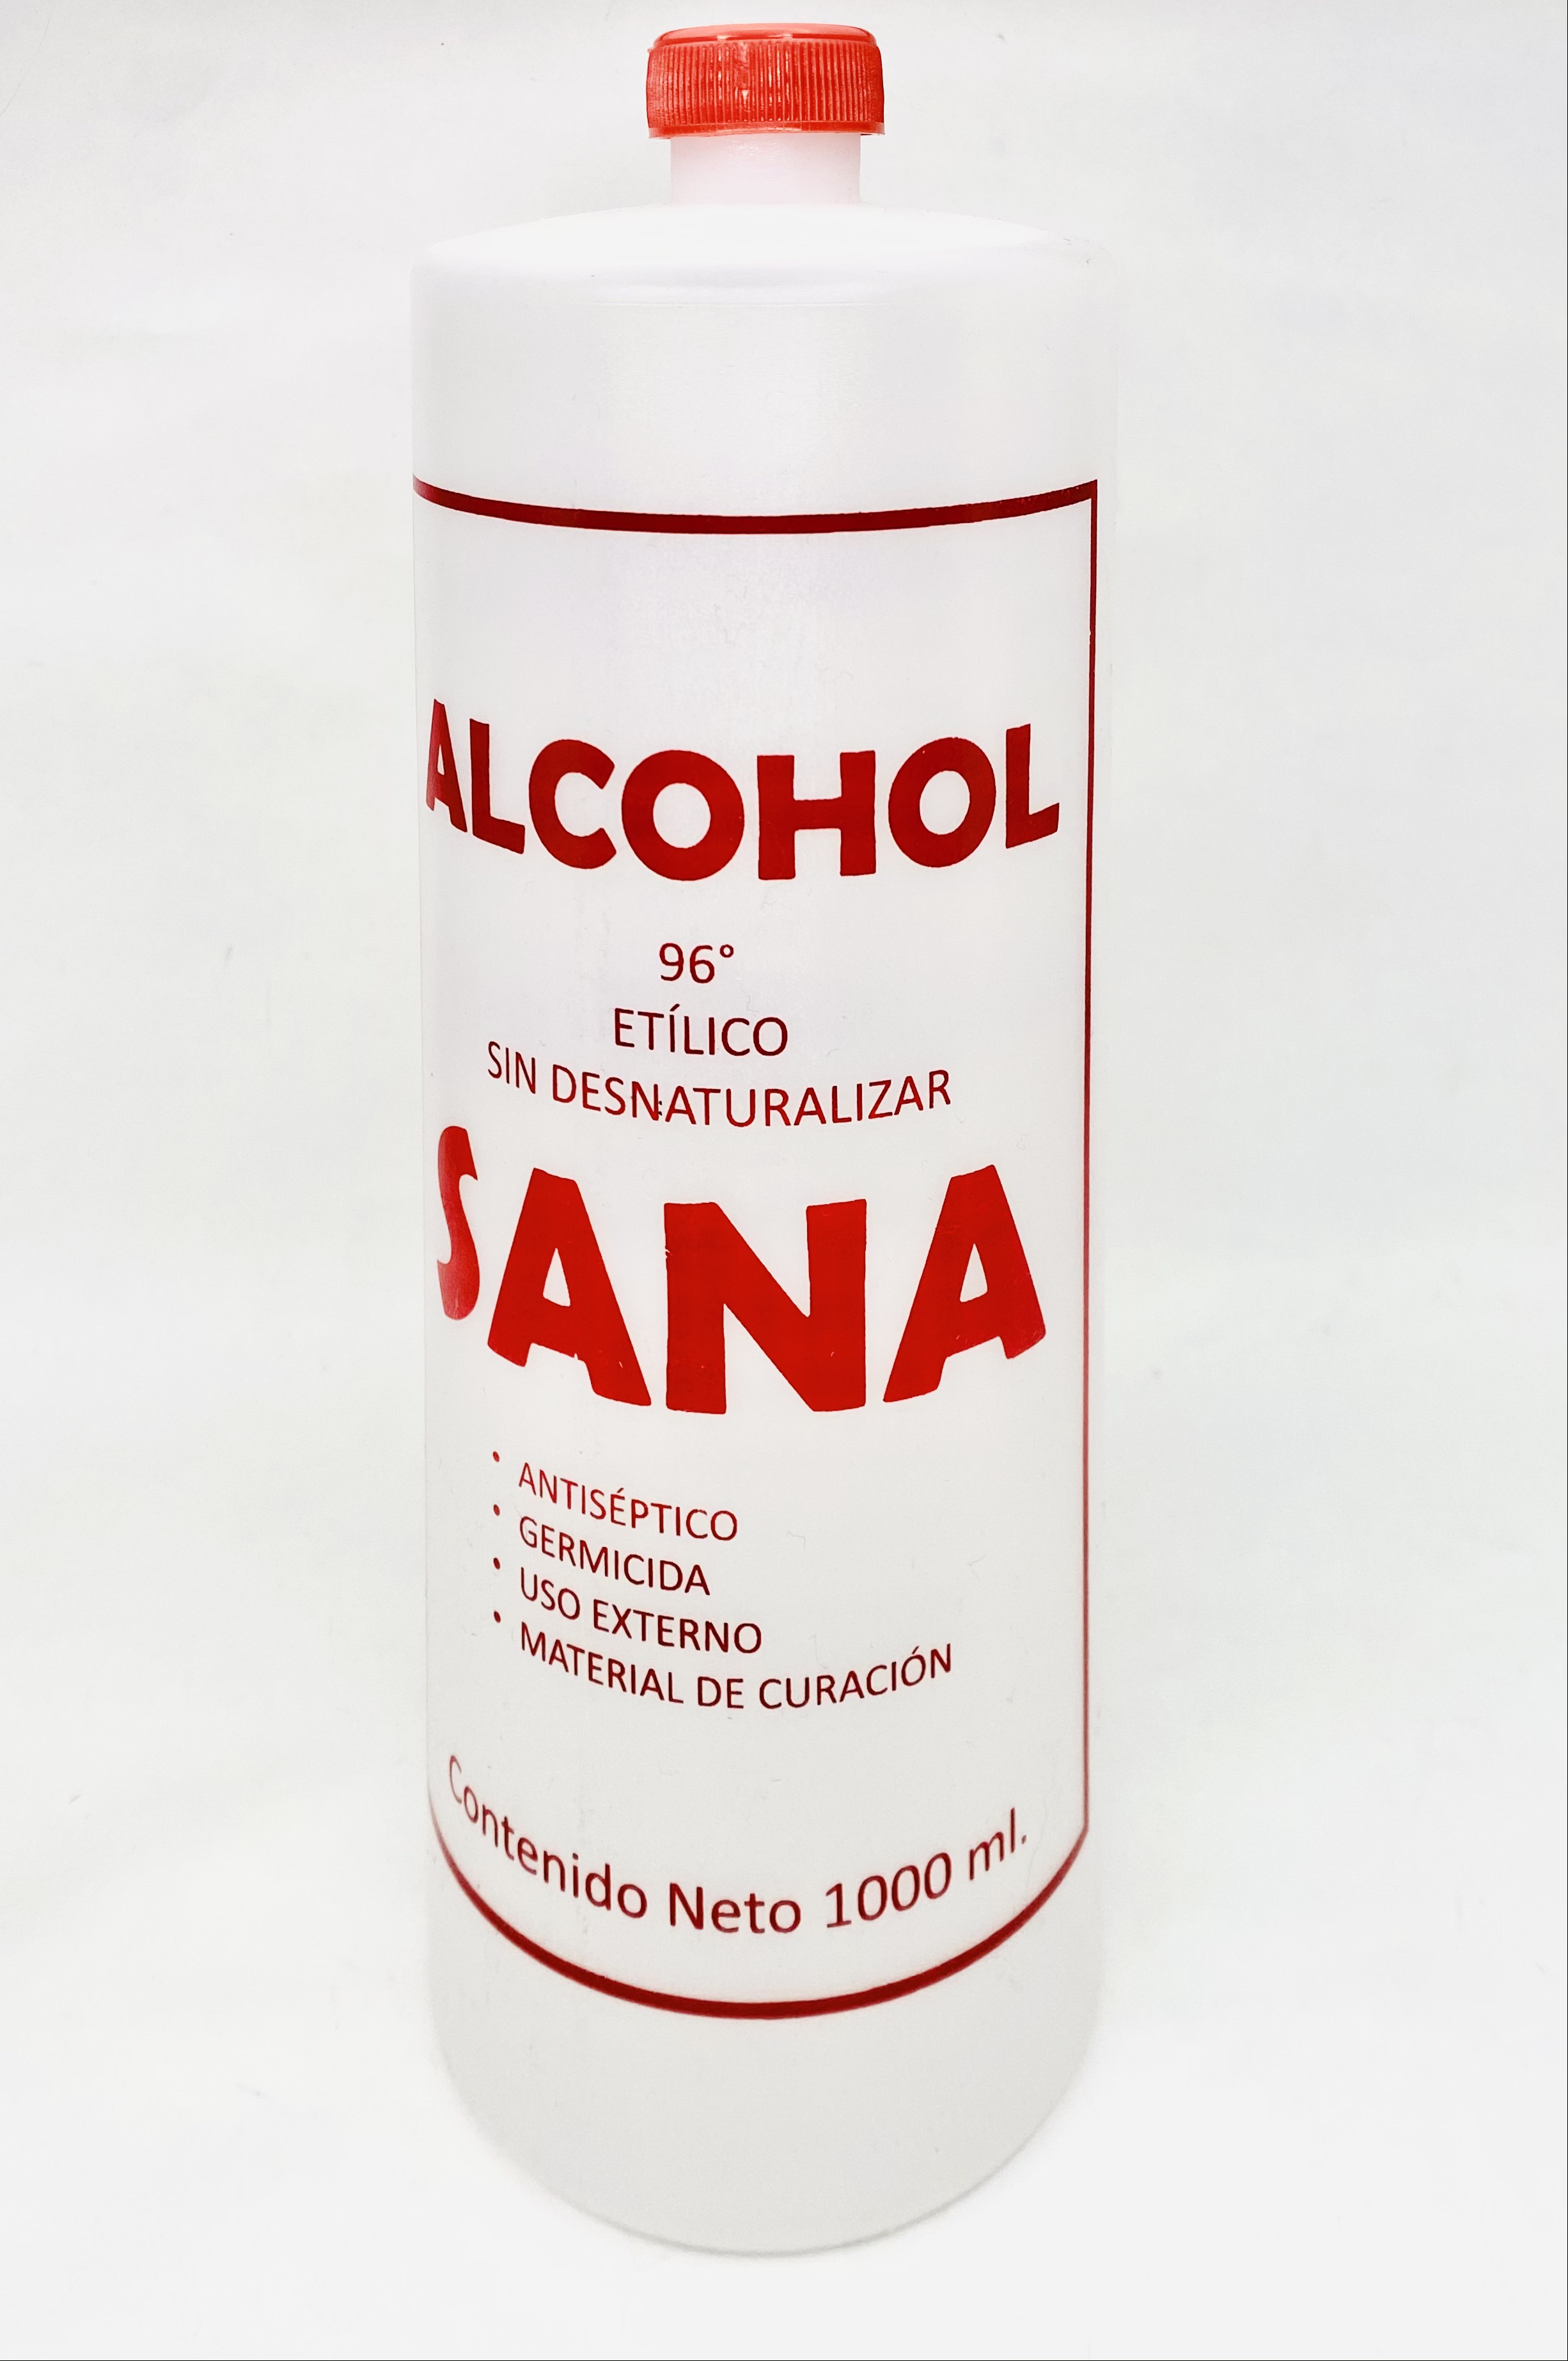 ALCOHOL
96°
ETÍLICO
SIN DESNATURALIZAR
SANA
• ANTISÉPTICO
• GERMICIDA
• USO EXTERNO
• MATERIAL DE CURACIÓN
Contenido Neto 1000 ml.